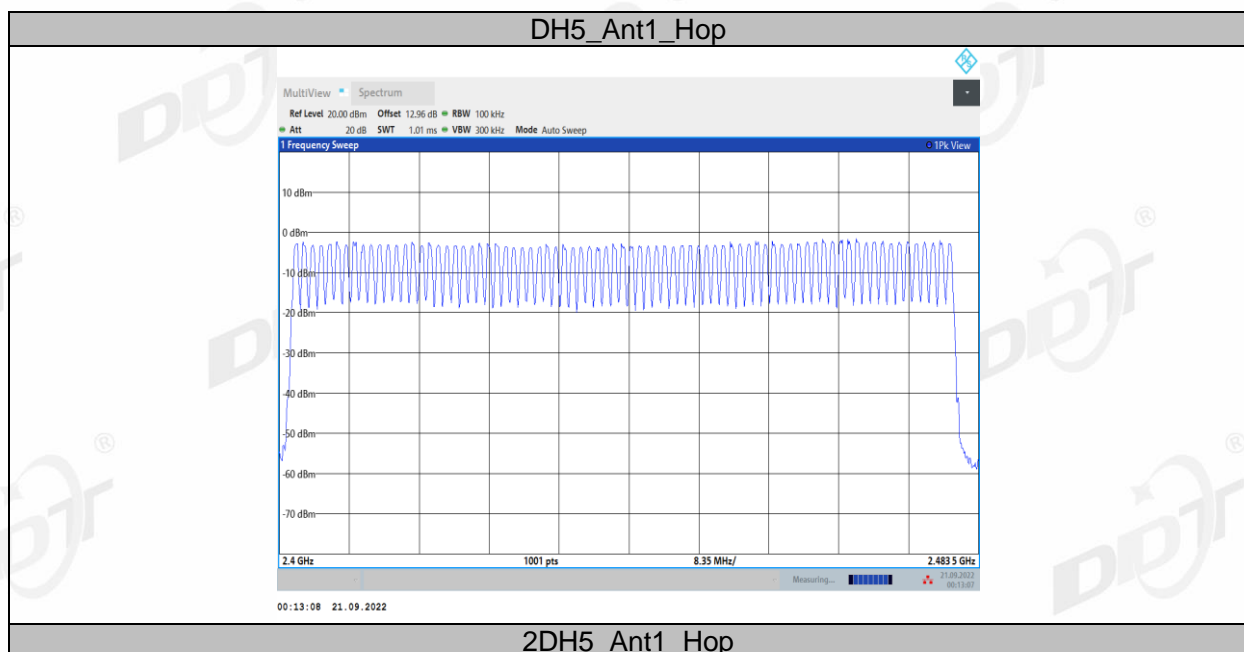 DH5_Ant1_Hop
MultiView Spectrum
Ref Level 20.00 dBm Offset 12.96 dB RBW 100 kHz
Att 20 dB SWT 1.01 ms VBW 300 kHz Mode Auto Sweep
1 Frequency Sweep 1Pk View
10 dBm
0 dBm
-10 dBm
-20 dBm
-30 dBm
-40 dBm
-50 dBm
-60 dBm
-70 dBm
2.4 GHz 1001 pts 8.35 MHz/ 2.483 5 GHz
Measuring... 21.09.2022
00:13:07
00:13:08 21.09.2022
2DH5_Ant1_Hop
DDT
®